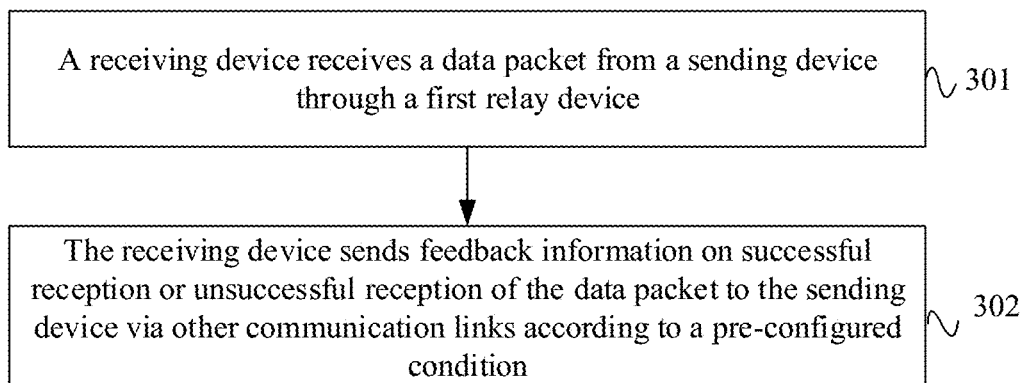 A receiving device receives a data packet from a sending device
through a first relay device
301
The receiving device sends feedback information on successful
reception or unsuccessful reception of the data packet to the sending
device via other communication links according to a pre-configured
condition
302